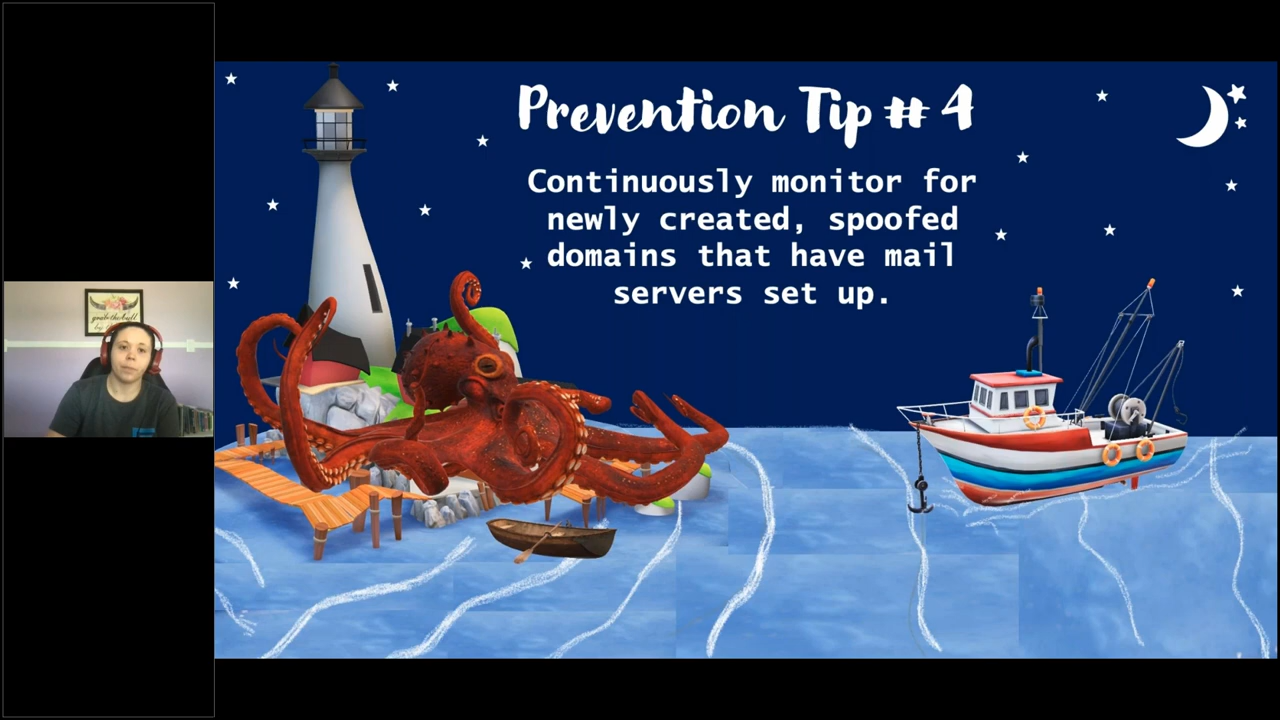 Prevention Tip # 4
Continuously monitor for
newly created, spoofed
domains that have mail
servers set up.